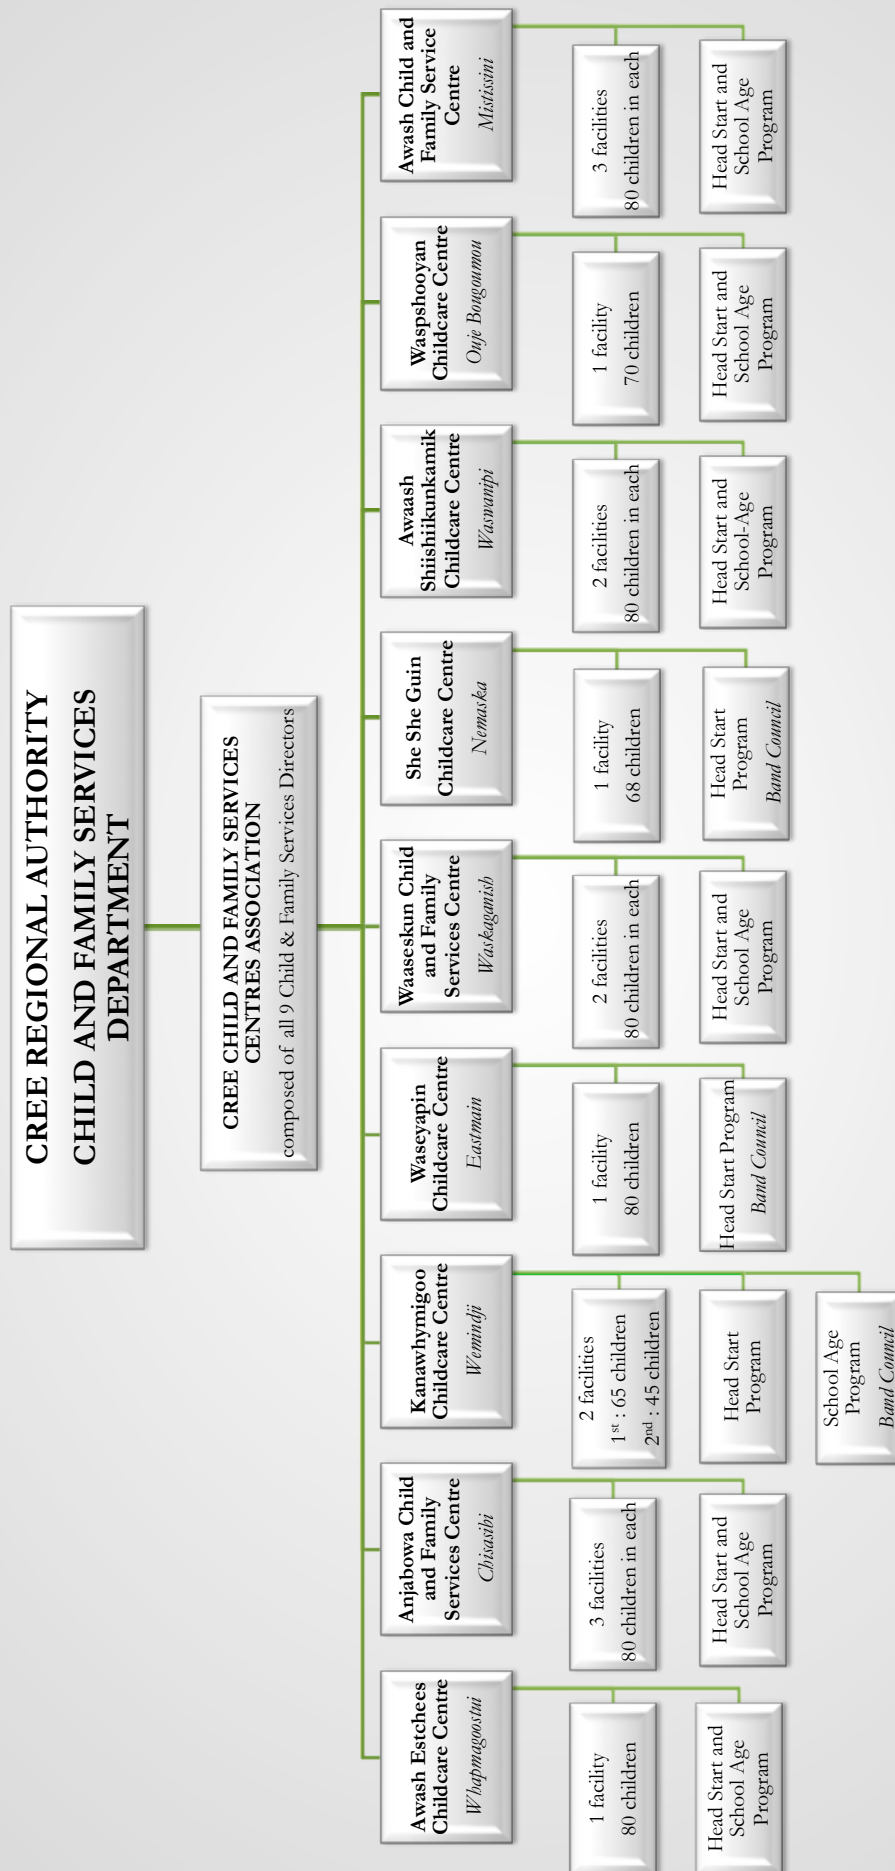 CREE REGIONAL AUTHORITY
CHILD AND FAMILY SERVICES
DEPARTMENT
CREE CHILD AND FAMILY SERVICES
CENTRES ASSOCIATION
composed of all 9 Child & Family Services Directors
Awash Estchees
Childcare Centre
Whapmagoostui
1 facility
80 children
Head Start and
School Age
Program
Anjabowa Child
and Family
Services Centre
Chisasibi
3 facilities
80 children in each
Head Start and
School Age
Program
Kanawhymigoo
Childcare Centre
Wemindji
2 facilities
1st : 65 children
2nd : 45 children
Head Start
Program
School Age
Program
Band Council
Waseyapin
Childcare Centre
Eastmain
1 facility
80 children
Head Start Program
Band Council
Waaseskun Child
and Family
Services Centre
Waskaganish
2 facilities
80 children in each
Head Start and
School Age
Program
She She Guin
Childcare Centre
Nemaska
1 facility
68 children
Head Start
Program
Band Council
Awaash
Shiishiikunkamik
Childcare Centre
Waswanipi
2 facilities
80 children in each
Head Start and
School-Age
Program
Waspshooyan
Childcare Centre
Ouje Bougoumou
1 facility
70 children
Head Start and
School Age
Program
Awash Child and
Family Service
Centre
Mistissini
3 facilities
80 children in each
Head Start and
School Age
Program